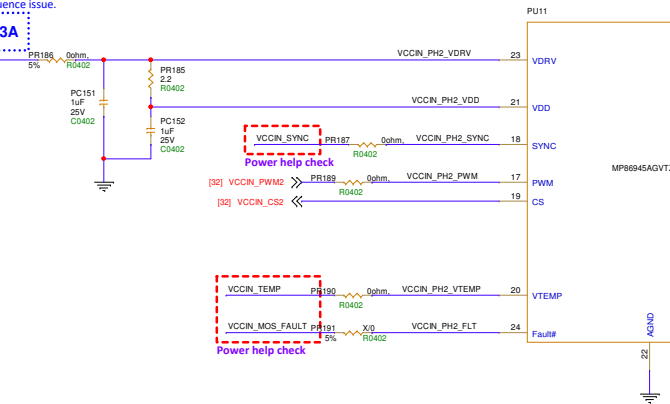 uence issue.
3A
PU11
PR186 0ohm,
5% R0402
VCCIN_PH2_VDRV 23 VDRV
PR185
2.2
R0402
PC151
1uF
25V
C0402
VCCIN_PH2_VDD 21 VDD
PC152
1uF
25V
C0402
VCCIN_SYNC PR187 0ohm, VCCIN_PH2_SYNC 18 SYNC
R0402
Power help check
MP86945AGVT
[32] VCCIN_PWM2 PR189 0ohm, VCCIN_PH2_PWM 17 PWM
R0402
[32] VCCIN_CS2 19 CS
VCCIN_TEMP PR190 0ohm, VCCIN_PH2_VTEMP 20 VTEMP
R0402
VCCIN_MOS_FAULT PR191 X/0 VCCIN_PH2_FLT 24 Fault#
5% R0402
Power help check
AGND
22